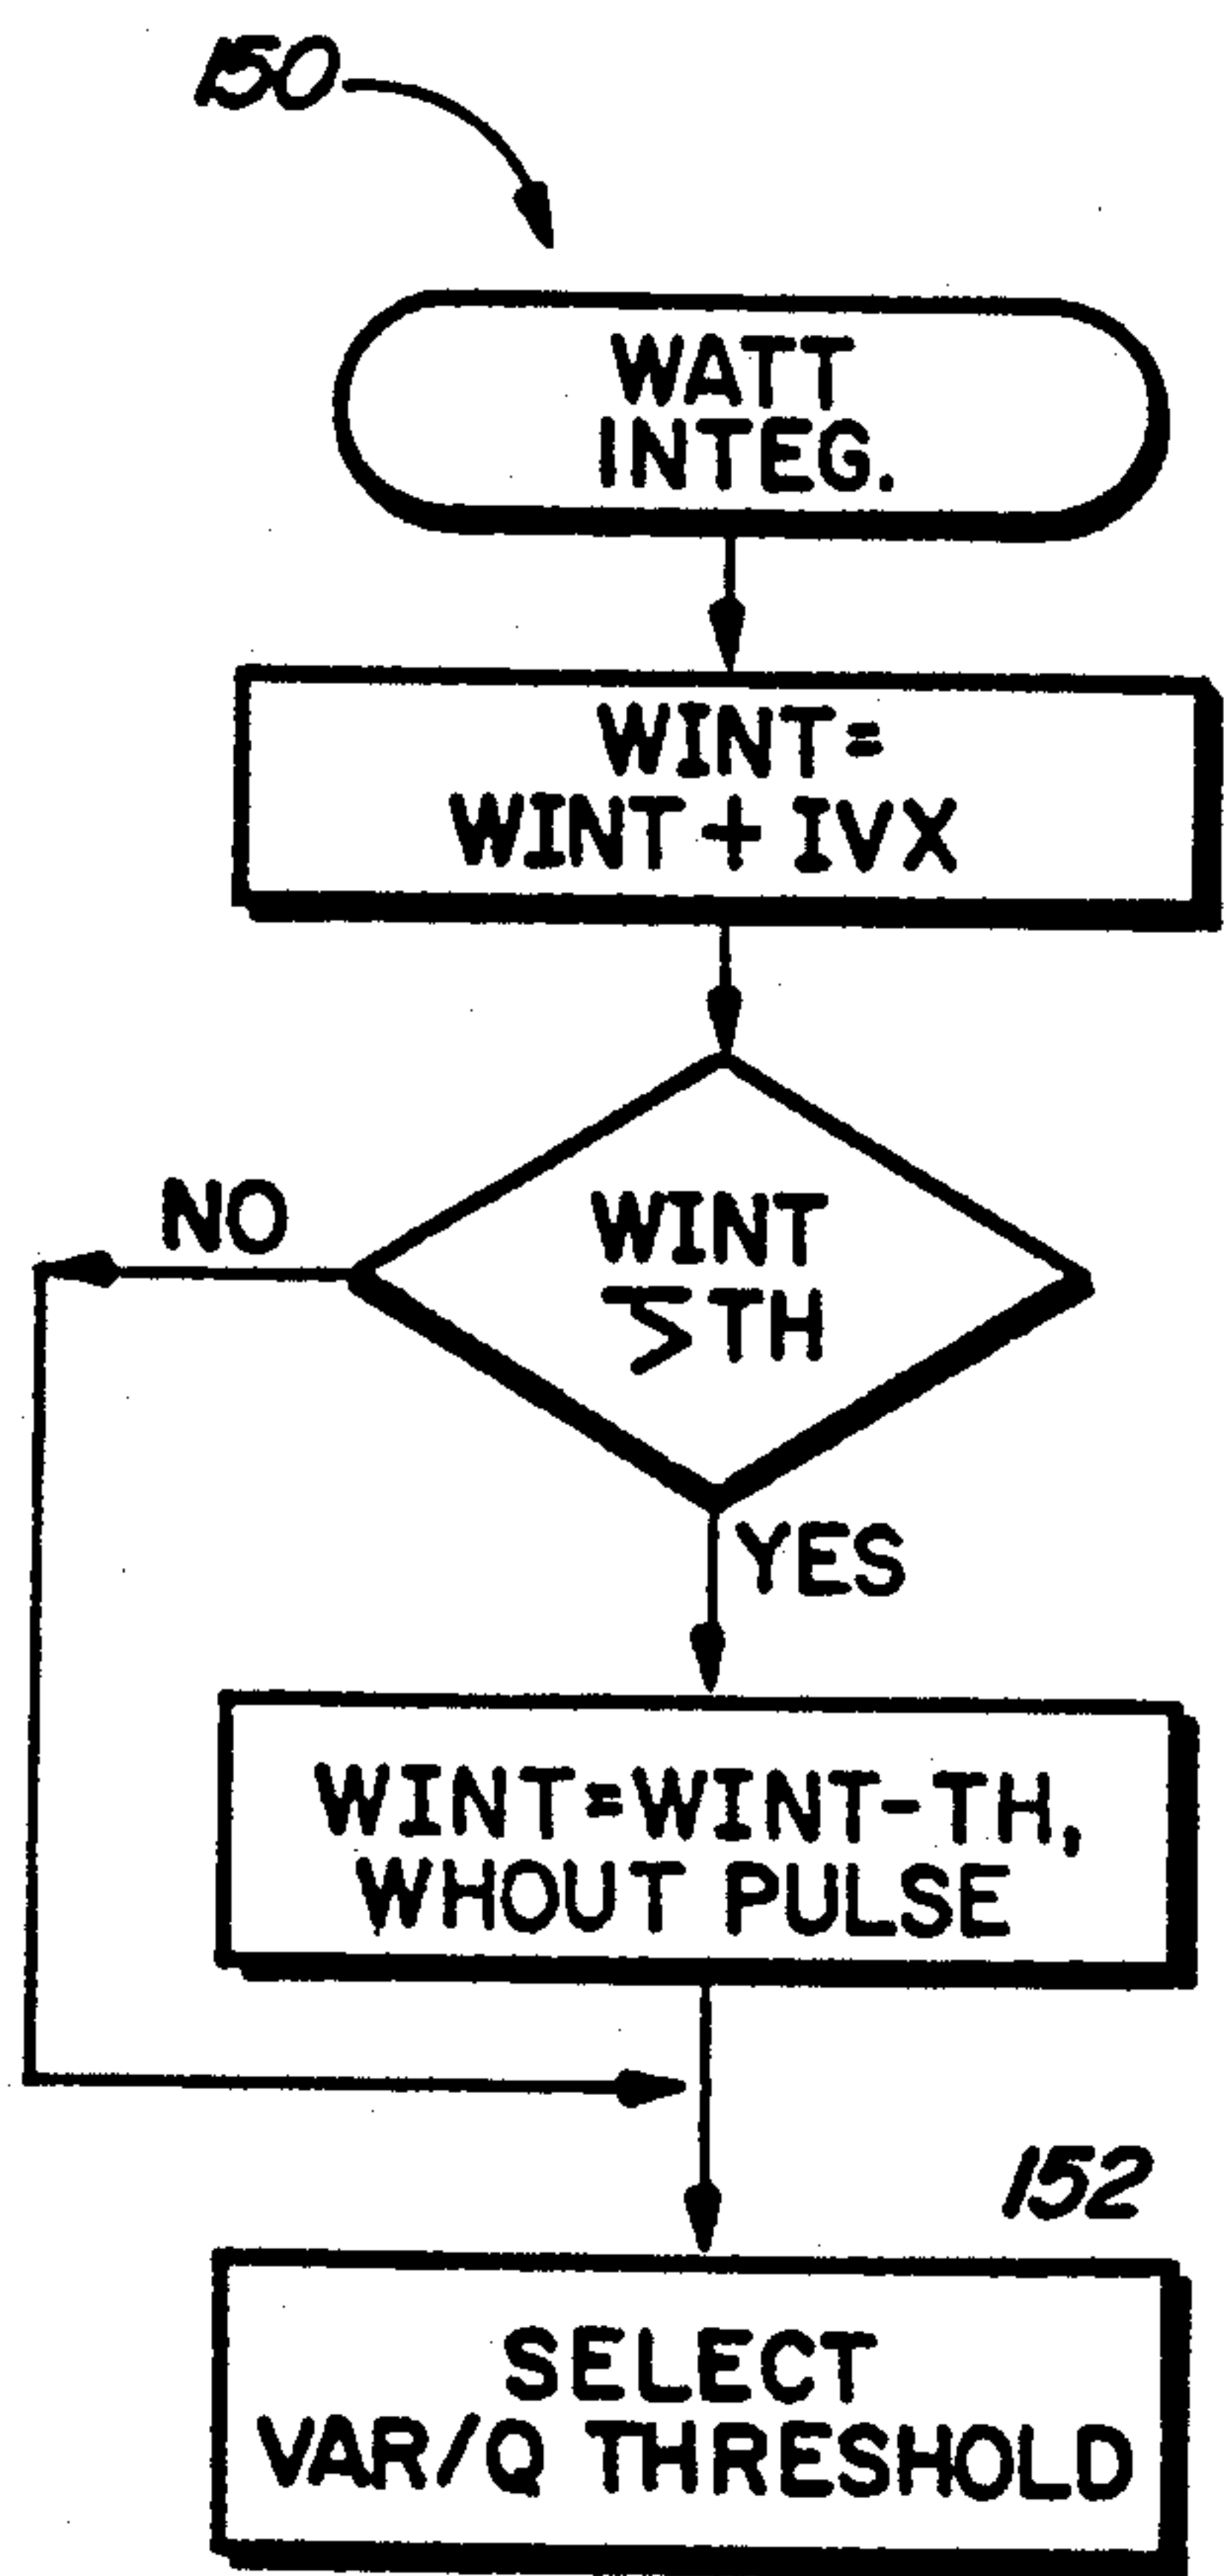 150
WATT
INTEG.
WINT=
WINT + IVX
NO
WINT
⋝ TH
YES
WINT=WINT-TH,
WHOUT PULSE
152
SELECT
VAR/Q THRESHOLD